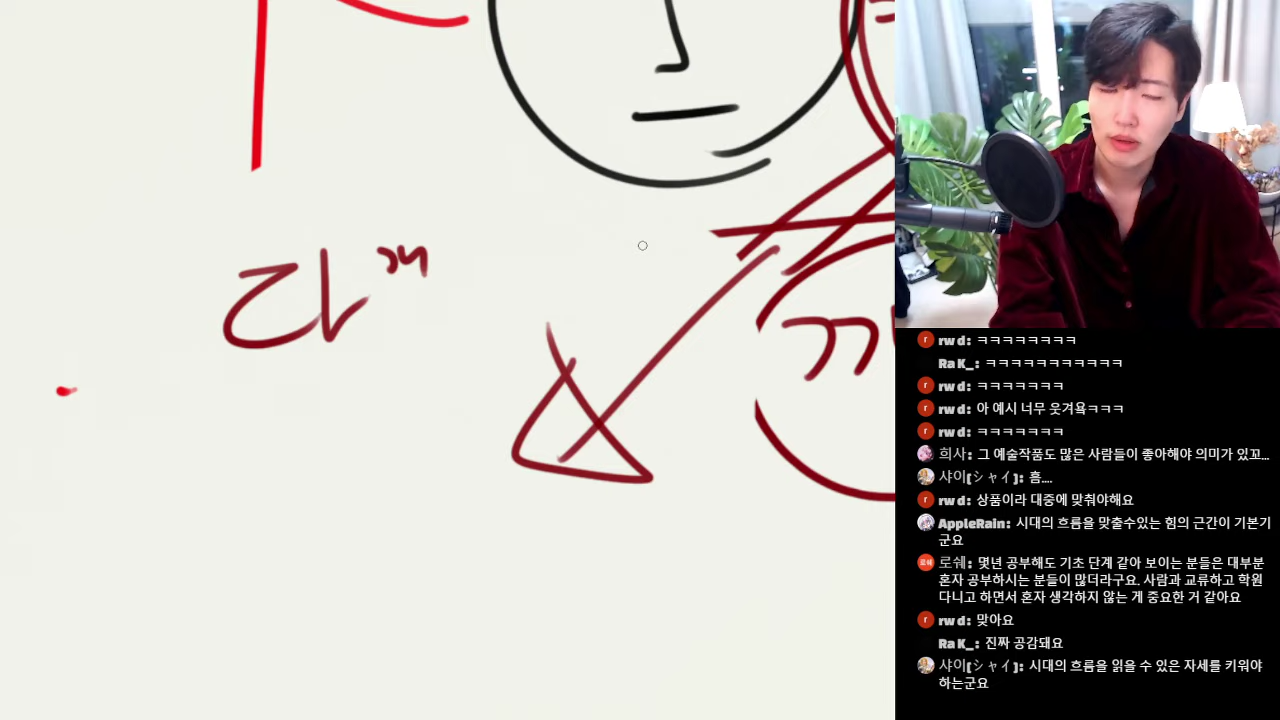 rw d: ㅋㅋㅋㅋㅋㅋㅋㅋ
Ra K_: ㅋㅋㅋㅋㅋㅋㅋㅋㅋㅋㅋ
rw d: ㅋㅋㅋㅋㅋㅋㅋ
rw d: 아 예시 너무 웃겨욬ㅋㅋㅋ
rw d: ㅋㅋㅋㅋㅋㅋㅋ
희사: 그 예술작품도 많은 사람들이 좋아해야 의미가 있꼬...
샤이(シャイ): 흠....
rw d: 상품이라 대중에 맞춰야해요
AppleRain: 시대의 흐름을 맞출수있는 힘의 근간이 기본기
군요
로쉐: 몇년 공부해도 기초 단계 같아 보이는 분들은 대부분
혼자 공부하시는 분들이 많더라구요. 사람과 교류하고 학원
다니고 하면서 혼자 생각하지 않는 게 중요한 거 같아요
rw d: 맞아요
Ra K_: 진짜 공감돼요
샤이(シャイ): 시대의 흐름을 읽을 수 있은 자세를 키워야
하는군요